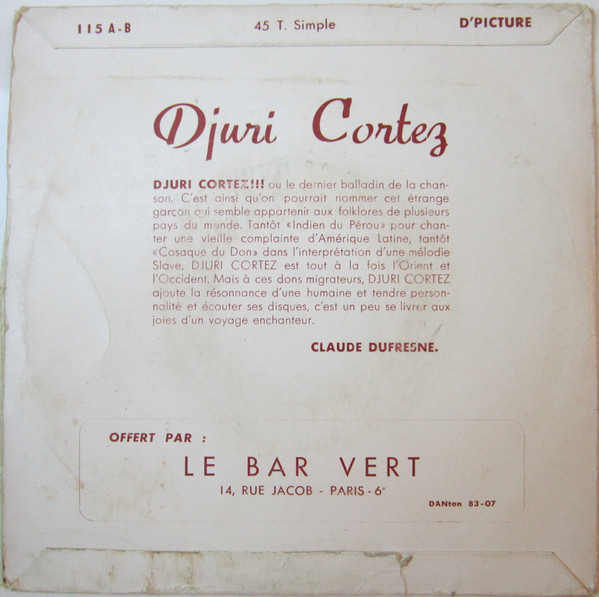 115 A-B 45 T. Simple D'PICTURE
Djuri Cortez
DJURI CORTEZ!!! ou le dernier balladin de la chan-
son. C'est ainsi qu'on pourrait nommer cet étrange
garçon qui semble appartenir aux folklores de plusieurs
pays du monde. Tantôt «Indien du Pérou» pour chan-
ter une vieille complainte d'Amérique Latine, tantôt
«Cosaque du Don» dans l'interprétation d'une mélodie
Slave, DJURI CORTEZ est tout à la fois l'Orient et
l'Occident. Mais à ces dons migrateurs, DJURI CORTEZ
ajoute la résonnance d'une humaine et tendre person-
nalité et écouter ses disques, c'est un peu se livrer aux
joies d'un voyage enchanteur.
CLAUDE DUFRESNE.
OFFERT PAR :
LE BAR VERT
14, RUE JACOB - PARIS - 6e
DANton 83-07